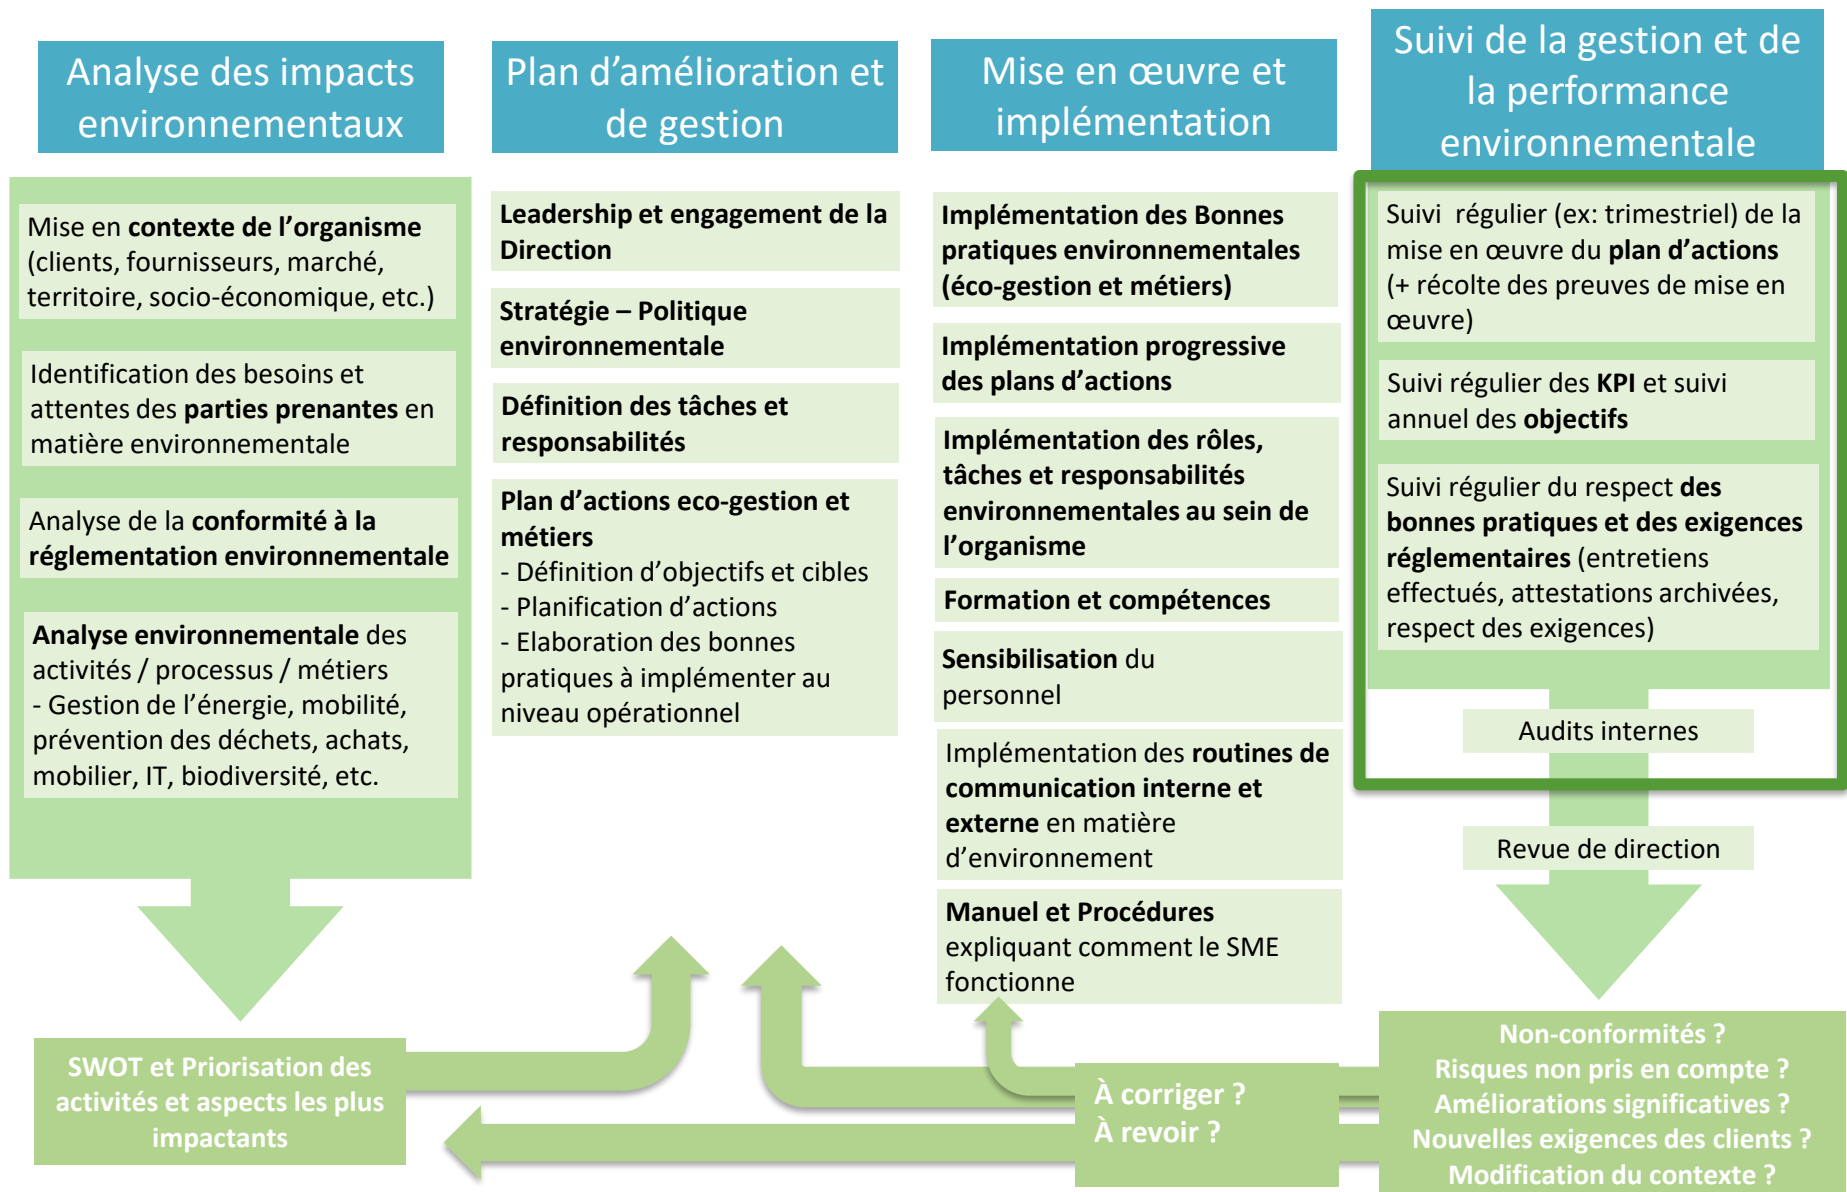 Analyse des impacts
environnementaux
Mise en contexte de l’organisme
(clients, fournisseurs, marché,
territoire, socio-économique, etc.)
Identification des besoins et
attentes des parties prenantes en
matière environnementale
Analyse de la conformité à la
réglementation environnementale
Analyse environnementale des
activités / processus / métiers
- Gestion de l’énergie, mobilité,
prévention des déchets, achats,
mobilier, IT, biodiversité, etc.
SWOT et Priorisation des
activités et aspects les plus
impactants
Plan d’amélioration et
de gestion
Leadership et engagement de la
Direction
Stratégie – Politique
environnementale
Définition des tâches et
responsabilités
Plan d’actions eco-gestion et
métiers
- Définition d’objectifs et cibles
- Planification d’actions
- Elaboration des bonnes
pratiques à implémenter au
niveau opérationnel
Mise en œuvre et
implémentation
Implémentation des Bonnes
pratiques environnementales
(éco-gestion et métiers)
Implémentation progressive
des plans d’actions
Implémentation des rôles,
tâches et responsabilités
environnementales au sein de
l’organisme
Formation et compétences
Sensibilisation du
personnel
Implémentation des routines de
communication interne et
externe en matière
d’environnement
Manuel et Procédures
expliquant comment le SME
fonctionne
À corriger ?
À revoir ?
Suivi de la gestion et de
la performance
environnementale
Suivi  régulier (ex: trimestriel) de la
mise en œuvre du plan d’actions
(+ récolte des preuves de mise en
œuvre)
Suivi régulier des KPI et suivi
annuel des objectifs
Suivi régulier du respect des
bonnes pratiques et des exigences
réglementaires (entretiens
effectués, attestations archivées,
respect des exigences)
Audits internes
Revue de direction
Non-conformités ?
Risques non pris en compte ?
Améliorations significatives ?
Nouvelles exigences des clients ?
Modification du contexte ?